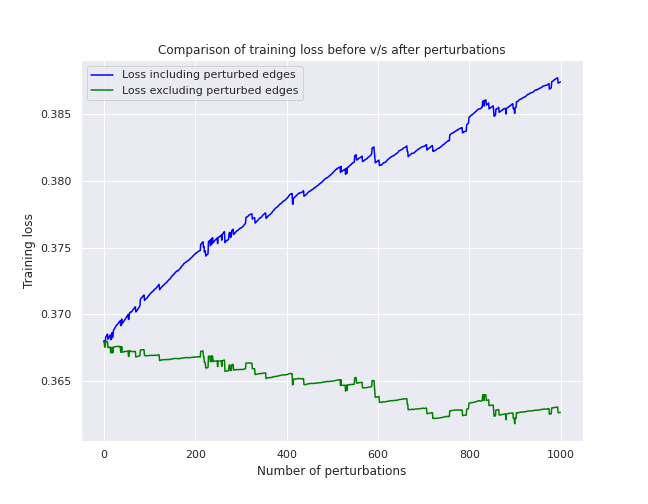 Comparison of training loss before v/s after perturbations
Loss including perturbed edges
Loss excluding perturbed edges
Training loss
0.385
0.380
0.375
0.370
0.365
0 200 400 600 800 1000
Number of perturbations